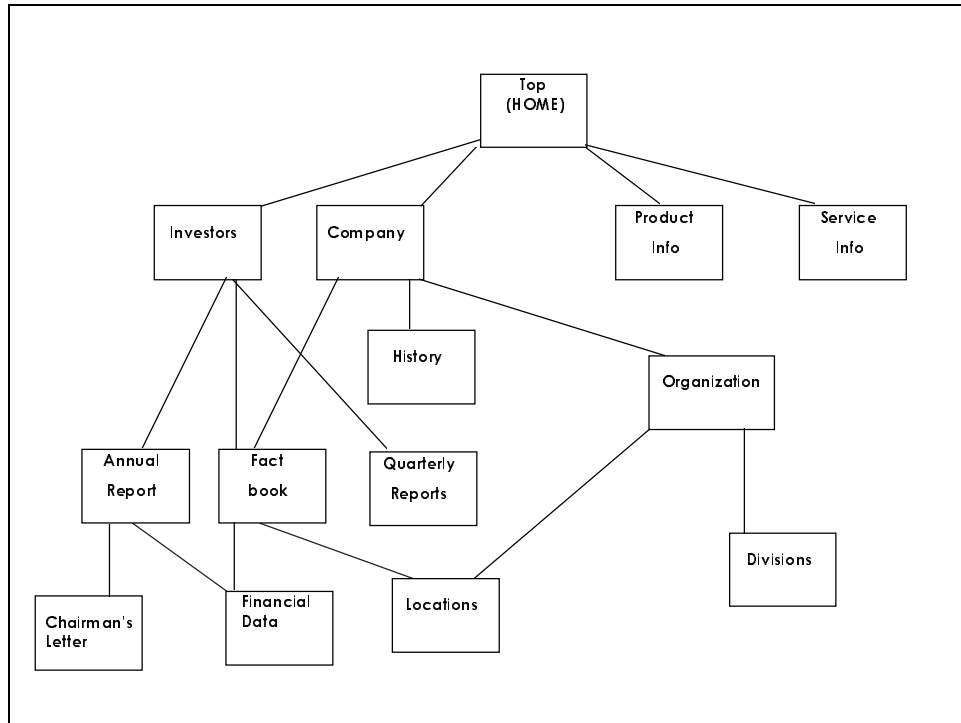 Top
(HOME)
Investors
Company
Product
Info
Service
Info
History
Organization
Annual
Report
Fact
book
Quarterly
Reports
Divisions
Chairman's
Letter
Financial
Data
Locations